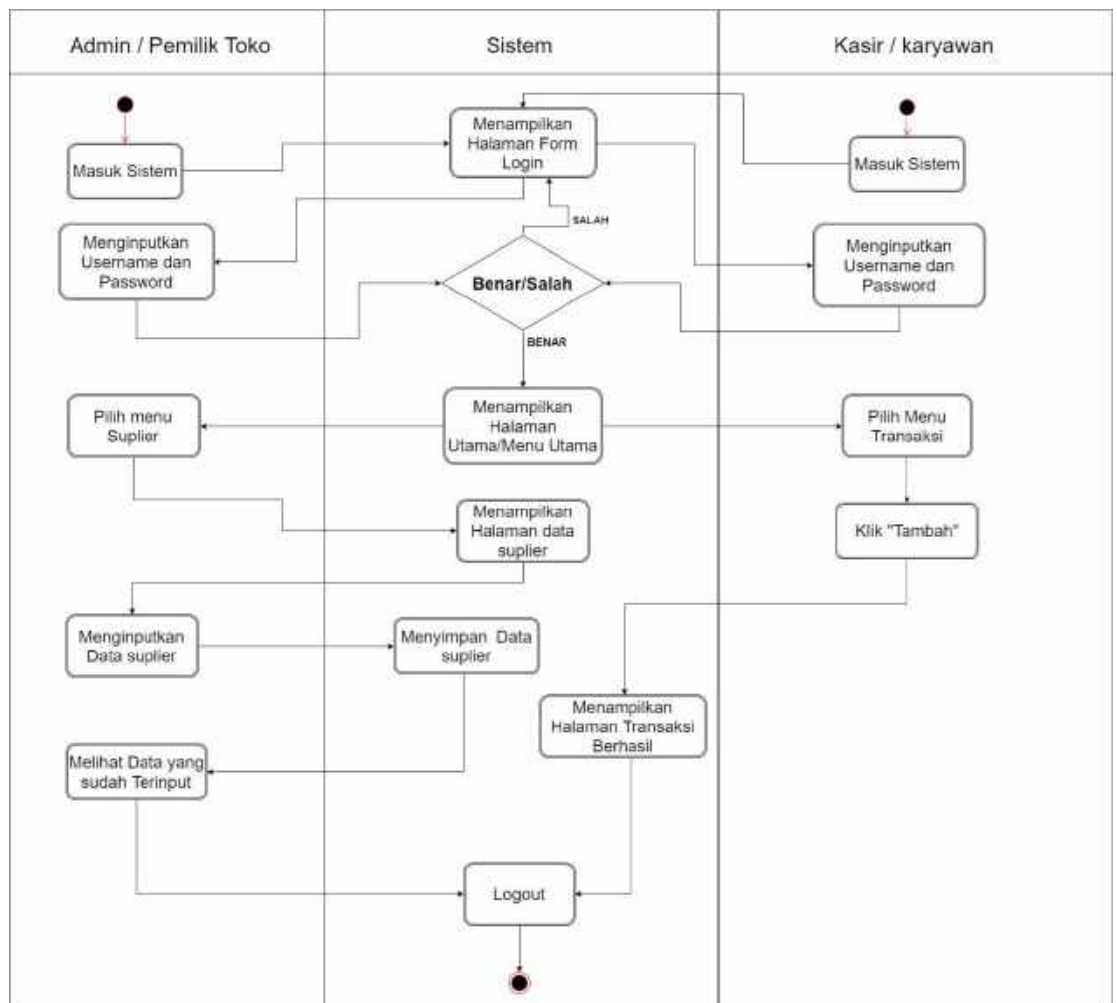 Admin / Pemilik Toko
Sistem
Kasir / karyawan
Masuk Sistem
Menampilkan
Halaman Form
Login
Masuk Sistem
SALAH
Menginputkan
Username dan
Password
Benar/Salah
Menginputkan
Username dan
Password
BENAR
Pilih menu
Suplier
Menampilkan
Halaman
Utama/Menu Utama
Pilih Menu
Transaksi
Menampilkan
Halaman data
suplier
Klik "Tambah"
Menginputkan
Data suplier
Menyimpan Data
suplier
Menampilkan
Halaman Transaksi
Berhasil
Melihat Data yang
sudah Terinput
Logout